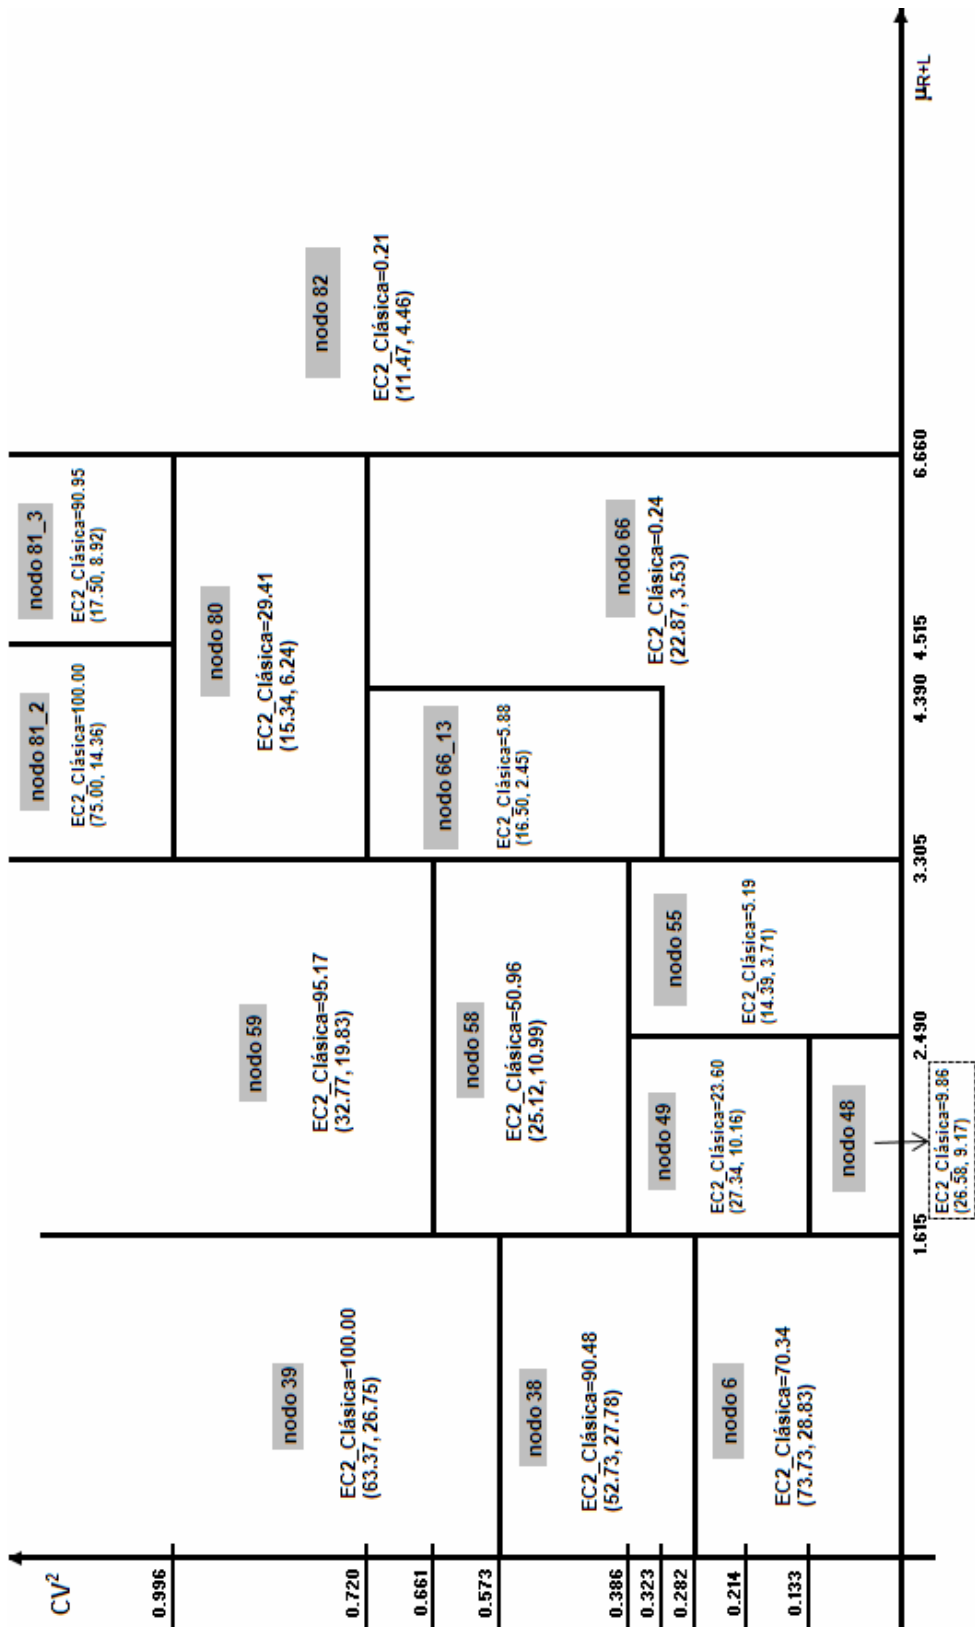 CV²
0.996
0.720
0.661
0.573
0.386
0.323
0.282
0.214
0.133
nodo 39
EC2_Clásica=100.00
(63.37, 26.75)
nodo 38
EC2_Clásica=90.48
(52.73, 27.78)
nodo 6
EC2_Clásica=70.34
(73.73, 28.83)
nodo 59
EC2_Clásica=95.17
(32.77, 19.83)
nodo 58
EC2_Clásica=50.96
(25.12, 10.99)
nodo 49
EC2_Clásica=23.60
(27.34, 10.16)
nodo 48
EC2_Clásica=9.86
(26.58, 9.17)
nodo 55
EC2_Clásica=5.19
(14.39, 3.71)
nodo 81_2
EC2_Clásica=100.00
(75.00, 14.36)
nodo 81_3
EC2_Clásica=90.95
(17.50, 8.92)
nodo 80
EC2_Clásica=29.41
(15.34, 6.24)
nodo 66_13
EC2_Clásica=5.88
(16.50, 2.45)
nodo 66
EC2_Clásica=0.24
(22.87, 3.53)
nodo 82
EC2_Clásica=0.21
(11.47, 4.46)
1.615
2.490
3.305
4.390
4.515
6.660
μR+L